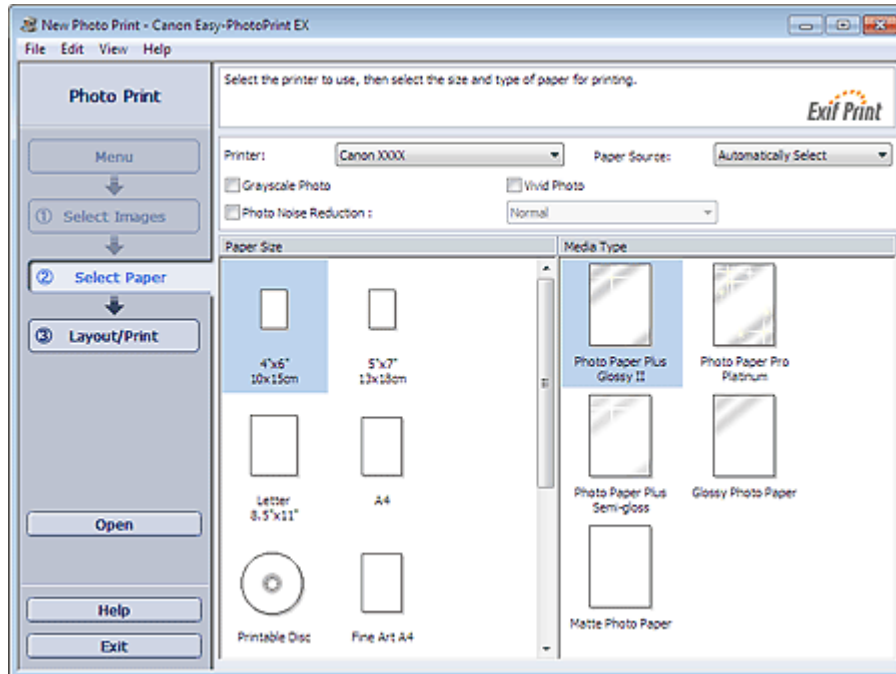 New Photo Print - Canon Easy-PhotoPrint EX
File Edit View Help
Photo Print
Menu
① Select Images
② Select Paper
③ Layout/Print
Open
Help
Exit
Select the printer to use, then select the size and type of paper for printing.
Exif Print
Printer: Canon XXXX Paper Source: Automatically Select
Grayscale Photo Vivid Photo
Photo Noise Reduction : Normal
Paper Size
4"x6"
10x15cm
5"x7"
13x18cm
Letter
8.5"x11"
A4
Printable Disc
Fine Art A4
Media Type
Photo Paper Plus
Glossy II
Photo Paper Pro
Platinum
Photo Paper Plus
Semi-gloss
Glossy Photo Paper
Matte Photo Paper